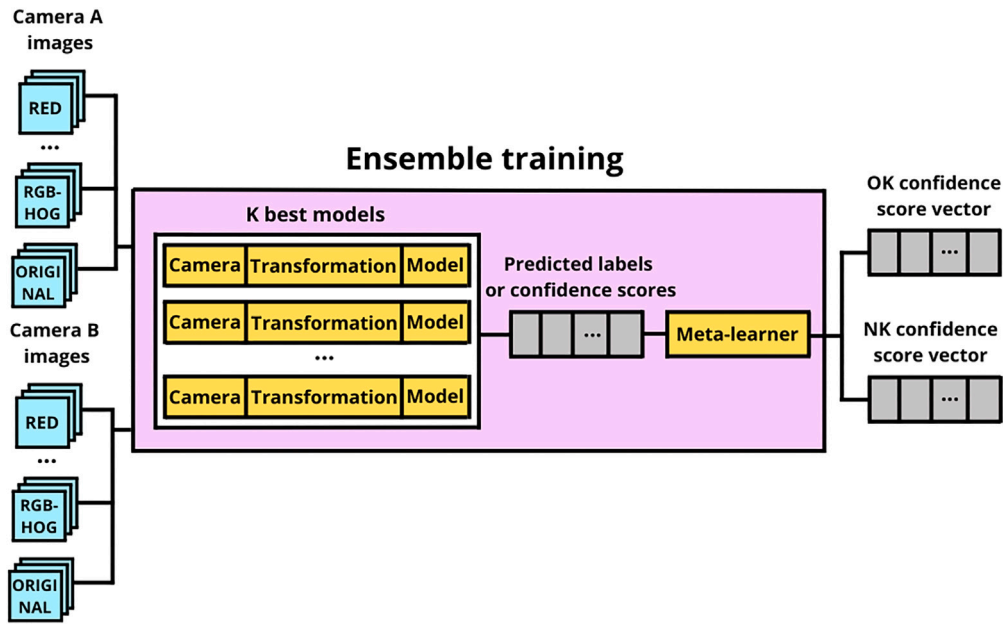 Camera A
images
RED
...
RGB-
HOG
ORIGI
NAL
Camera B
images
RED
...
RGB-
HOG
ORIGI
NAL
Ensemble training
K best models
Camera Transformation Model
Camera Transformation Model
...
Camera Transformation Model
Predicted labels
or confidence scores
...
Meta-learner
OK confidence
score vector
...
NK confidence
score vector
...